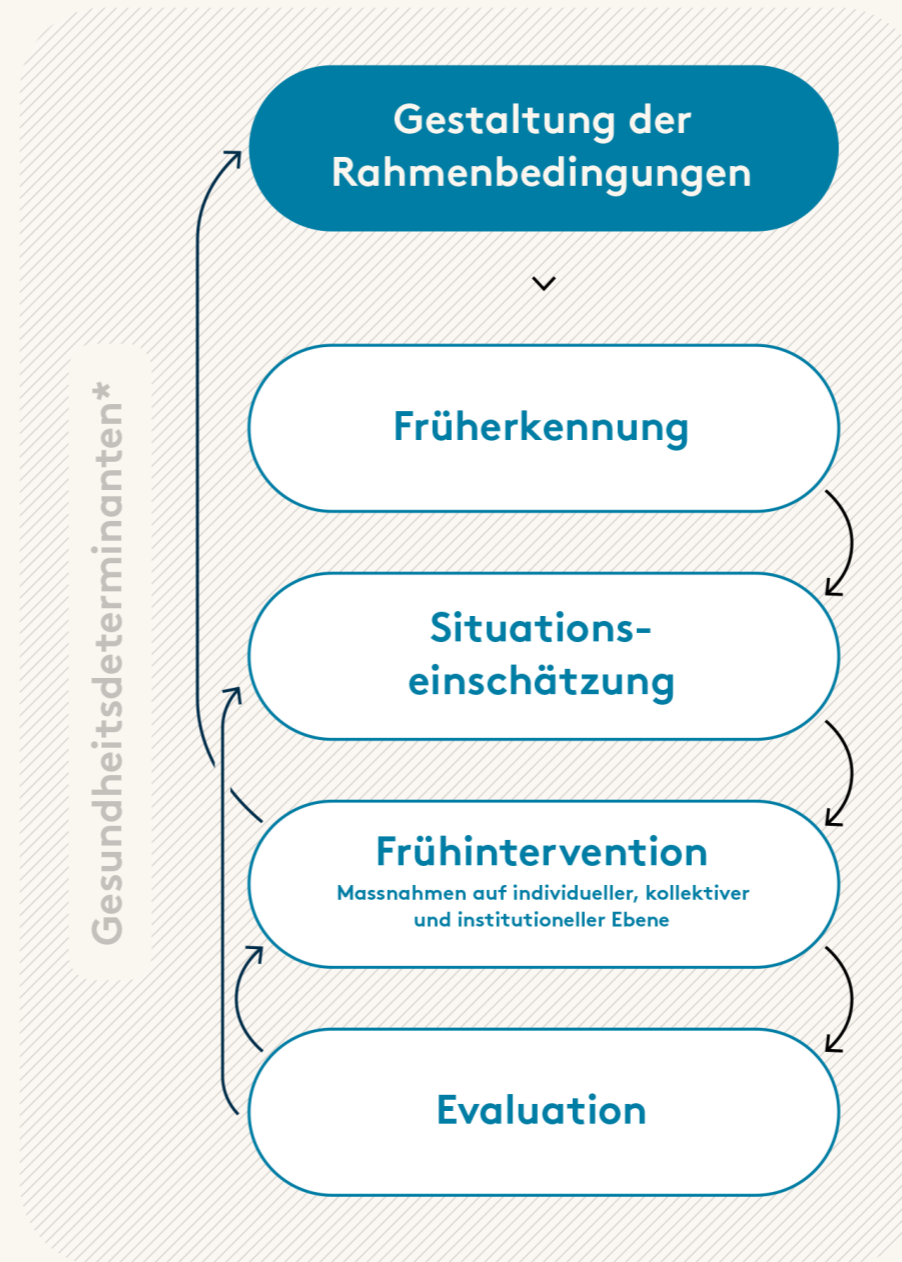 Gestaltung der
Rahmenbedingungen
Früherkennung
Gesundheitsdeterminanten*
Situations-
einschätzung
Frühintervention
Massnahmen auf individueller, kollektiver
und institutioneller Ebene
Evaluation